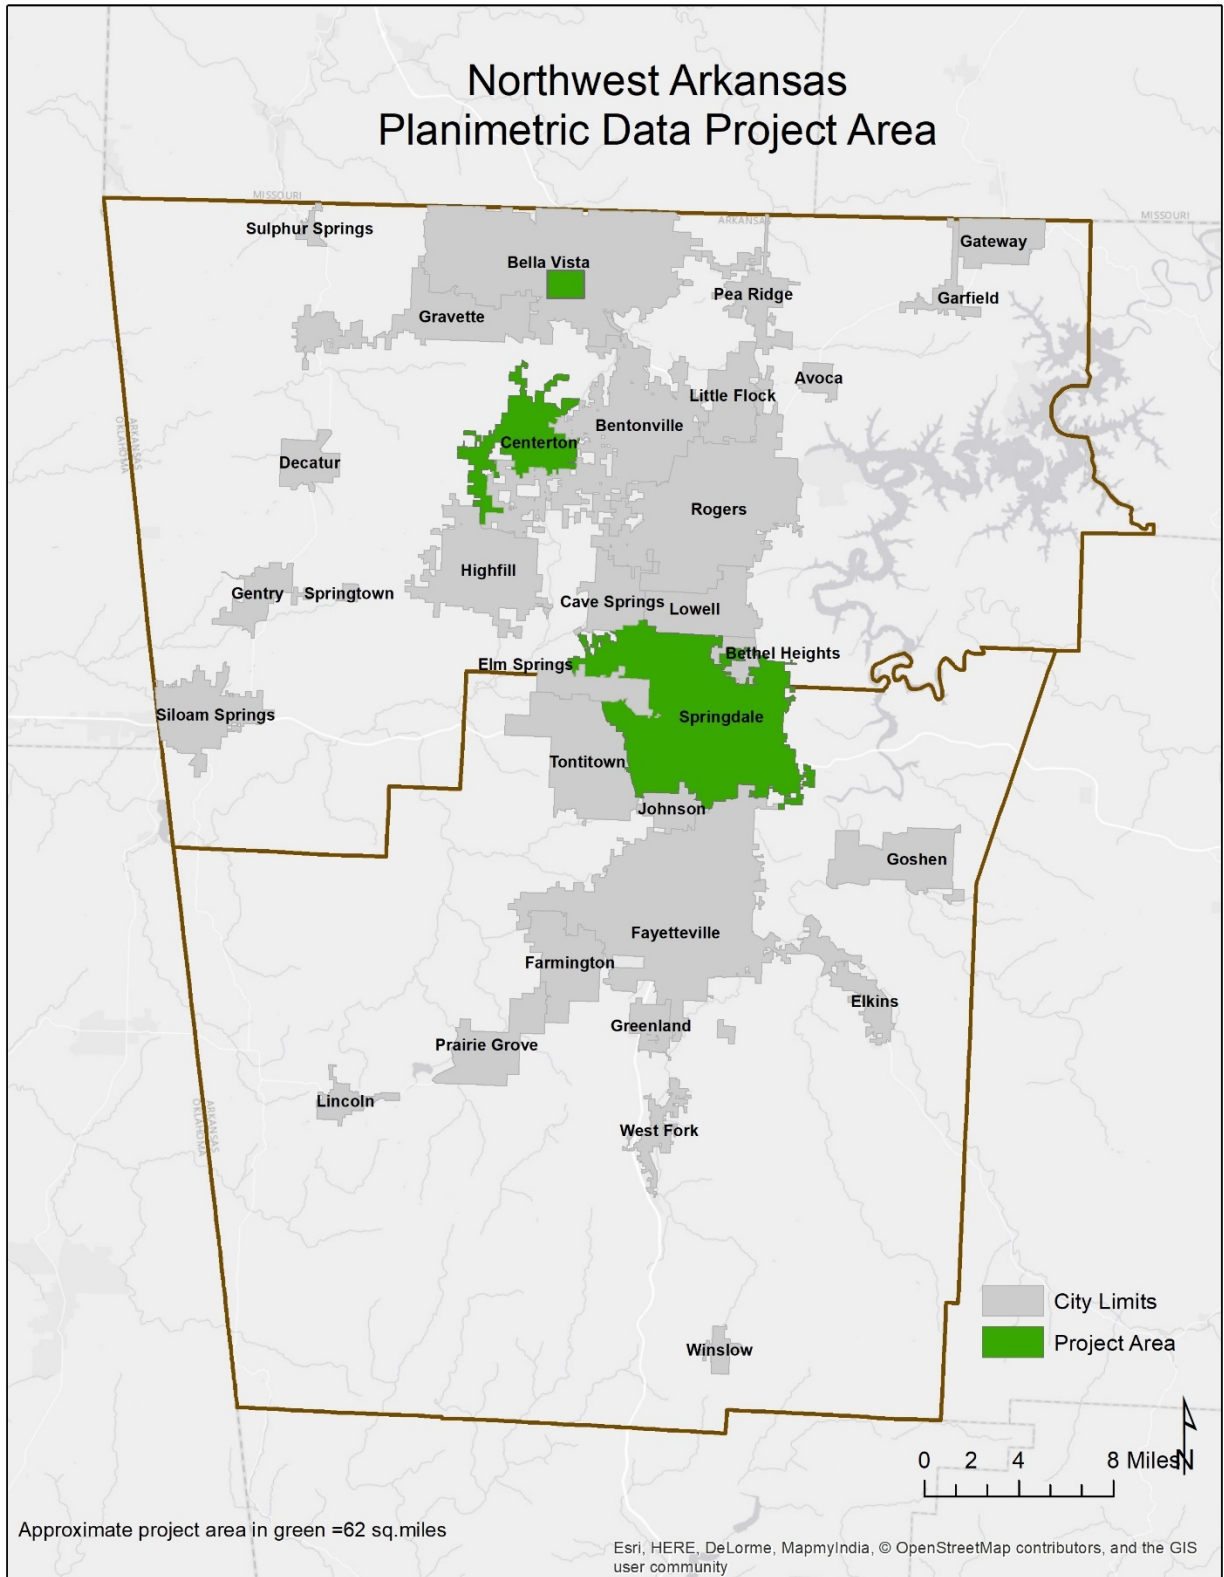 Northwest Arkansas
Planimetric Data Project Area
MISSOURI
ARKANSAS
MISSOURI
Sulphur Springs
Gateway
Bella Vista
Pea Ridge
Garfield
Gravette
Avoca
Little Flock
Bentonville
ARKANSAS
OKLAHOMA
Centerton
Decatur
Rogers
Highfill
Gentry
Springtown
Cave Springs
Lowell
Bethel Heights
Elm Springs
Siloam Springs
Springdale
Tontitown
Johnson
Goshen
Fayetteville
Farmington
Elkins
Greenland
Prairie Grove
Lincoln
ARKANSAS
OKLAHOMA
West Fork
City Limits
Project Area
Winslow
N
0 2 4 8 Miles
Approximate project area in green =62 sq.miles
Esri, HERE, DeLorme, MapmyIndia, © OpenStreetMap contributors, and the GIS
user community